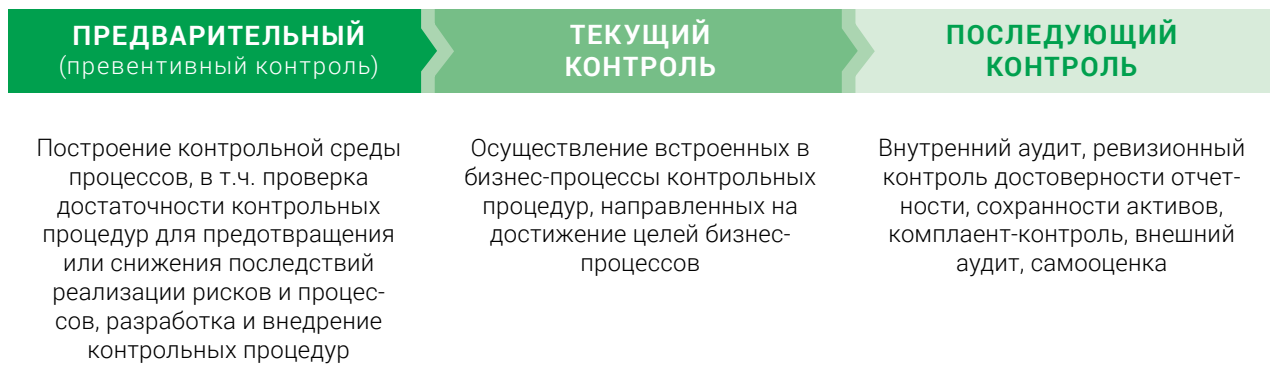 ПРЕДВАРИТЕЛЬНЫЙ
(превентивный контроль)
Построение контрольной среды
процессов, в т.ч. проверка
достаточности контрольных
процедур для предотвращения
или снижения последствий
реализации рисков и процес-
сов, разработка и внедрение
контрольных процедур
ТЕКУЩИЙ
КОНТРОЛЬ
Осуществление встроенных в
бизнес-процессы контрольных
процедур, направленных на
достижение целей бизнес-
процессов
ПОСЛЕДУЮЩИЙ
КОНТРОЛЬ
Внутренний аудит, ревизионный
контроль достоверности отчет-
ности, сохранности активов,
комплаент-контроль, внешний
аудит, самооценка